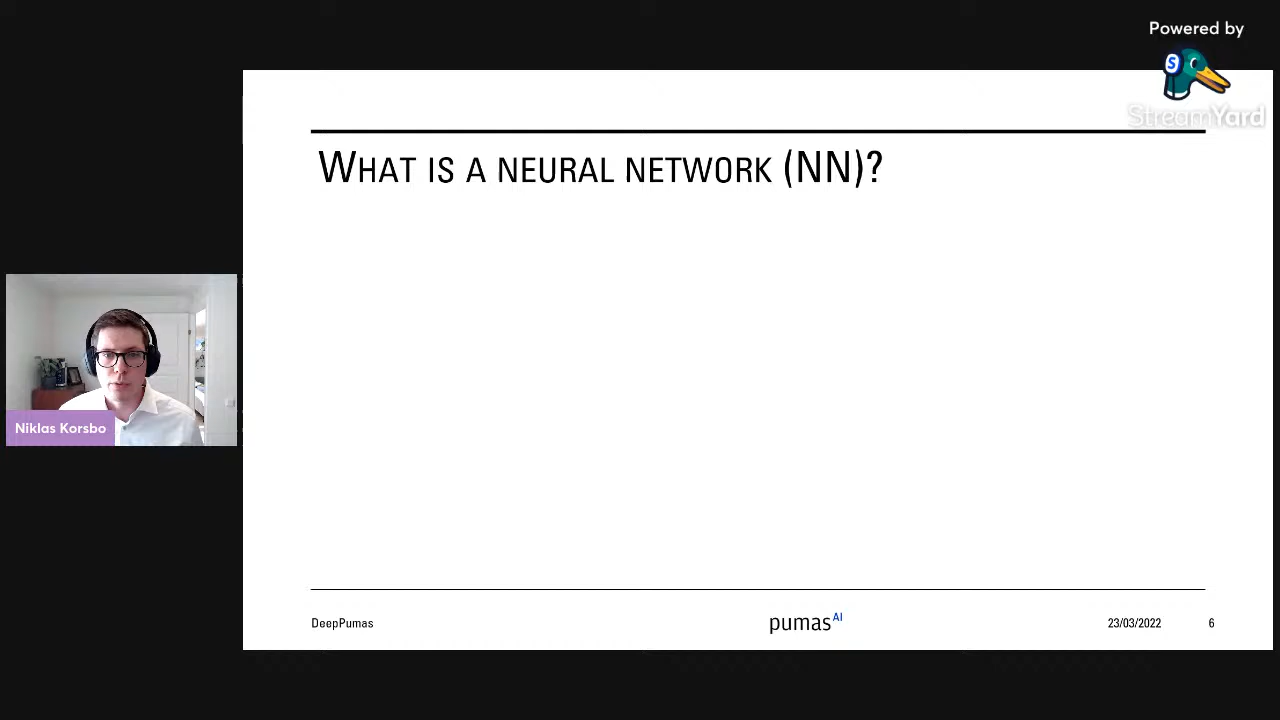 Powered by
S
StreamYard
WHAT IS A NEURAL NETWORK (NN)?
Niklas Korsbo
DeepPumas
pumasAI
23/03/2022
6